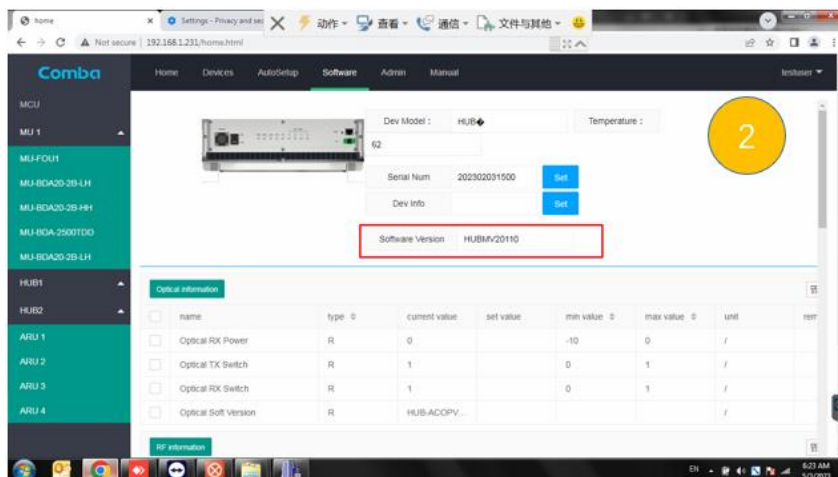 home
Settings - Privacy and sec
动作
查看
通信
文件与其他
Not secure
192.168.1.231/home.html
Comba
Home Devices AutoSetup Software Admin Manual
testuser
MCU
MU 1
MU-FOU1
MU-BDA20-2B-LH
MU-BDA20-2B-HH
MU-BDA-2500TDD
MU-BDA20-2B-LH
HUB1
HUB2
ARU 1
ARU 2
ARU 3
ARU 4
Dev Model : HUB�
Temperature :
62
2
Serial Num 202302031500 Set
Dev Info Set
Software Version HUBMV20110
Optical information
name type current value set value min value max value unit rem
Optical RX Power R 0 -10 0 /
Optical TX Switch R 1 0 1 /
Optical RX Switch R 1 0 1 /
Optical Soft Version R HUB-ACOPV... /
RF information
EN
6:23 AM